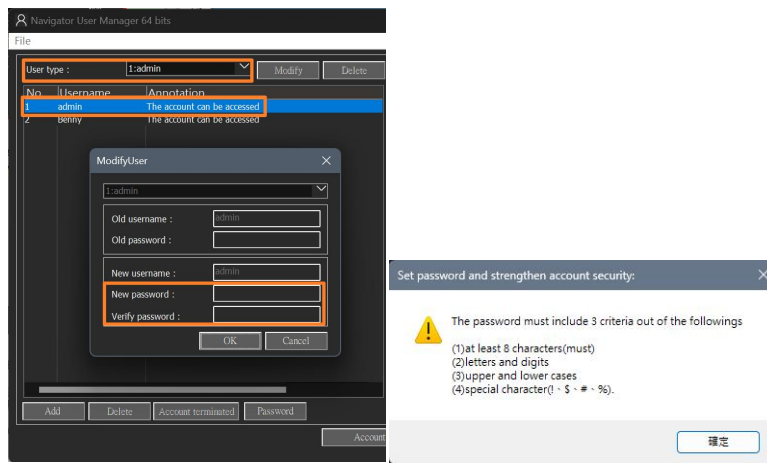 Navigator User Manager 64 bits
File
User type : 1:admin Modify Delete
No Username Annotation
1 admin The account can be accessed
2 Benny The account can be accessed
ModifyUser
1:admin
Old username : admin
Old password :
New username : admin
New password :
Verify password :
OK Cancel
Add Delete Account terminated Password
Account
Set password and strengthen account security:
The password must include 3 criteria out of the followings
(1)at least 8 characters(must)
(2)letters and digits
(3)upper and lower cases
(4)special character(!、$、#、%).
確定